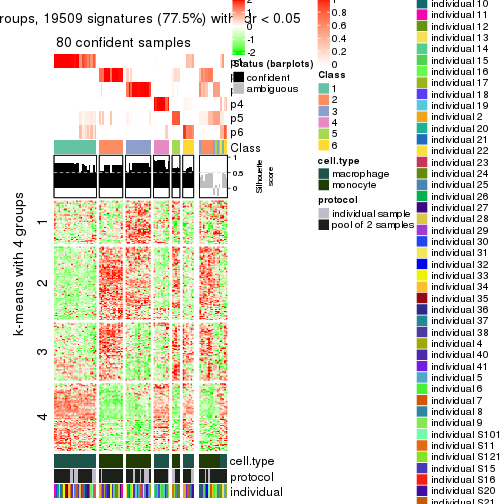 roups, 19509 signatures (77.5%) with fdr < 0.05
80 confident samples
p4
p5
p6
Class
1
0.5
0
Silhouette
score
k-means with 4 groups
1
2
3
4
cell.type
protocol
individual
2
1
0
-1
-2
Status (barplots)
confident
ambiguous
0.8
0.6
0.4
0.2
0
Class
1
2
3
4
5
6
cell.type
macrophage
monocyte
protocol
individual sample
pool of 2 samples
individual 10
individual 11
individual 12
individual 13
individual 14
individual 15
individual 16
individual 17
individual 18
individual 19
individual 2
individual 20
individual 21
individual 22
individual 23
individual 24
individual 25
individual 26
individual 27
individual 28
individual 29
individual 30
individual 31
individual 32
individual 33
individual 34
individual 35
individual 36
individual 37
individual 38
individual 4
individual 40
individual 41
individual 5
individual 6
individual 7
individual 8
individual 9
individual S101
individual S11
individual S121
individual S15
individual S16
individual S20
individual S21